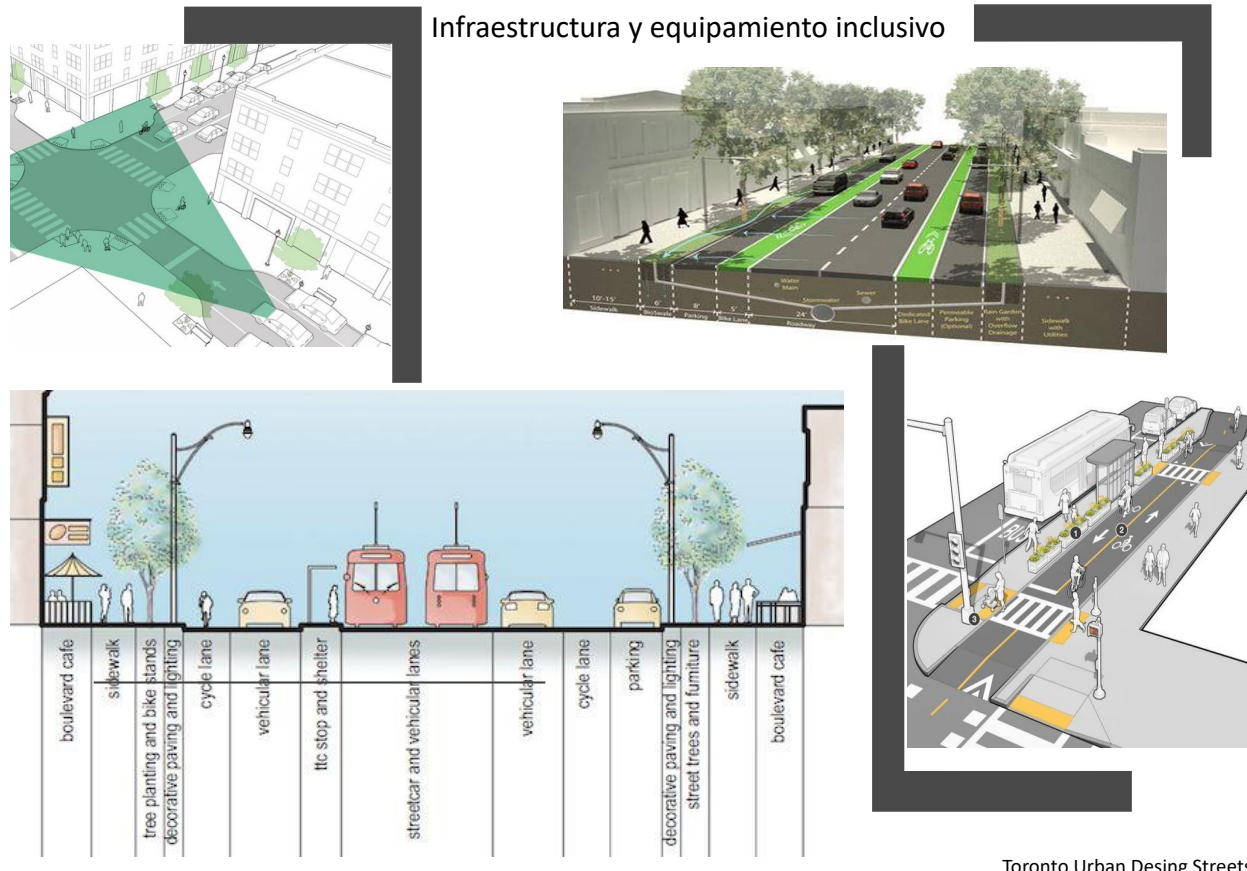 Infraestructura y equipamiento inclusivo
Water
Main
Sewer
Stormwater
10'-15'
Sidewalk
6'
BioSwale
8'
Parking
5'
Bike Lane
24'
Roadway
Dedicated
Bike Lane
Permeable
Parking
(Optional)
Rain Garden
with
Overflow
Drainage
Sidewalk
with
Utilities
boulevard cafe
sidewalk
tree planting and bike stands
decorative paving and lighting
cycle lane
vehicular lane
ttc stop and shelter
streetcar and vehicular lanes
vehicular lane
cycle lane
parking
decorative paving and lighting
street trees and furniture
sidewalk
boulevard cafe
BUS
1
2
3
Toronto Urban Desing Streets